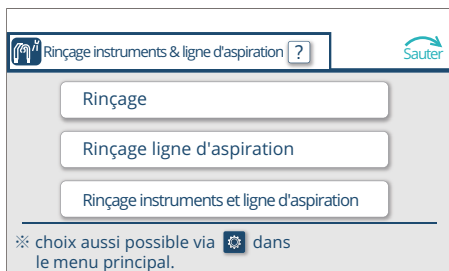 Rinçage instruments & ligne d'aspiration ?
Sauter
Rinçage
Rinçage ligne d'aspiration
Rinçage instruments et ligne d'aspiration
※ choix aussi possible via dans
le menu principal.